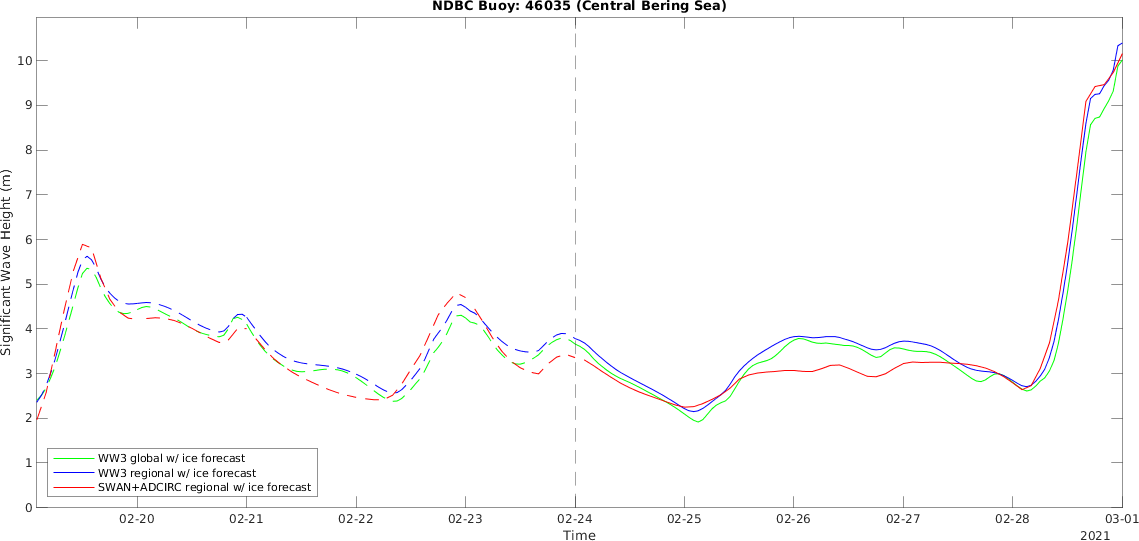 NDBC Buoy: 46035 (Central Bering Sea)
10
9
8
7
6
5
4
3
2
1
0
Significant Wave Height (m)
WW3 global w/ ice forecast
WW3 regional w/ ice forecast
SWAN+ADCIRC regional w/ ice forecast
02-20 02-21 02-22 02-23 02-24 02-25 02-26 02-27 02-28 03-01
Time
2021